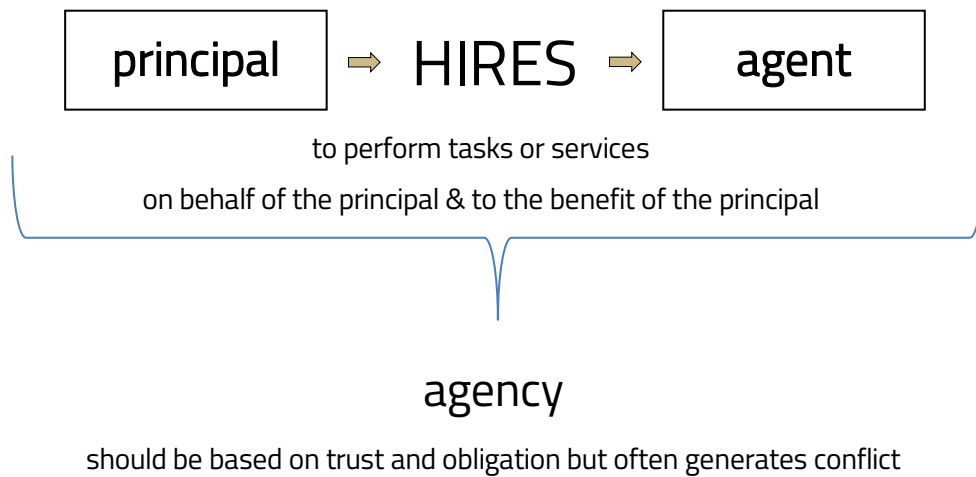 principal HIRES agent
to perform tasks or services
on behalf of the principal & to the benefit of the principal
agency
should be based on trust and obligation but often generates conflict